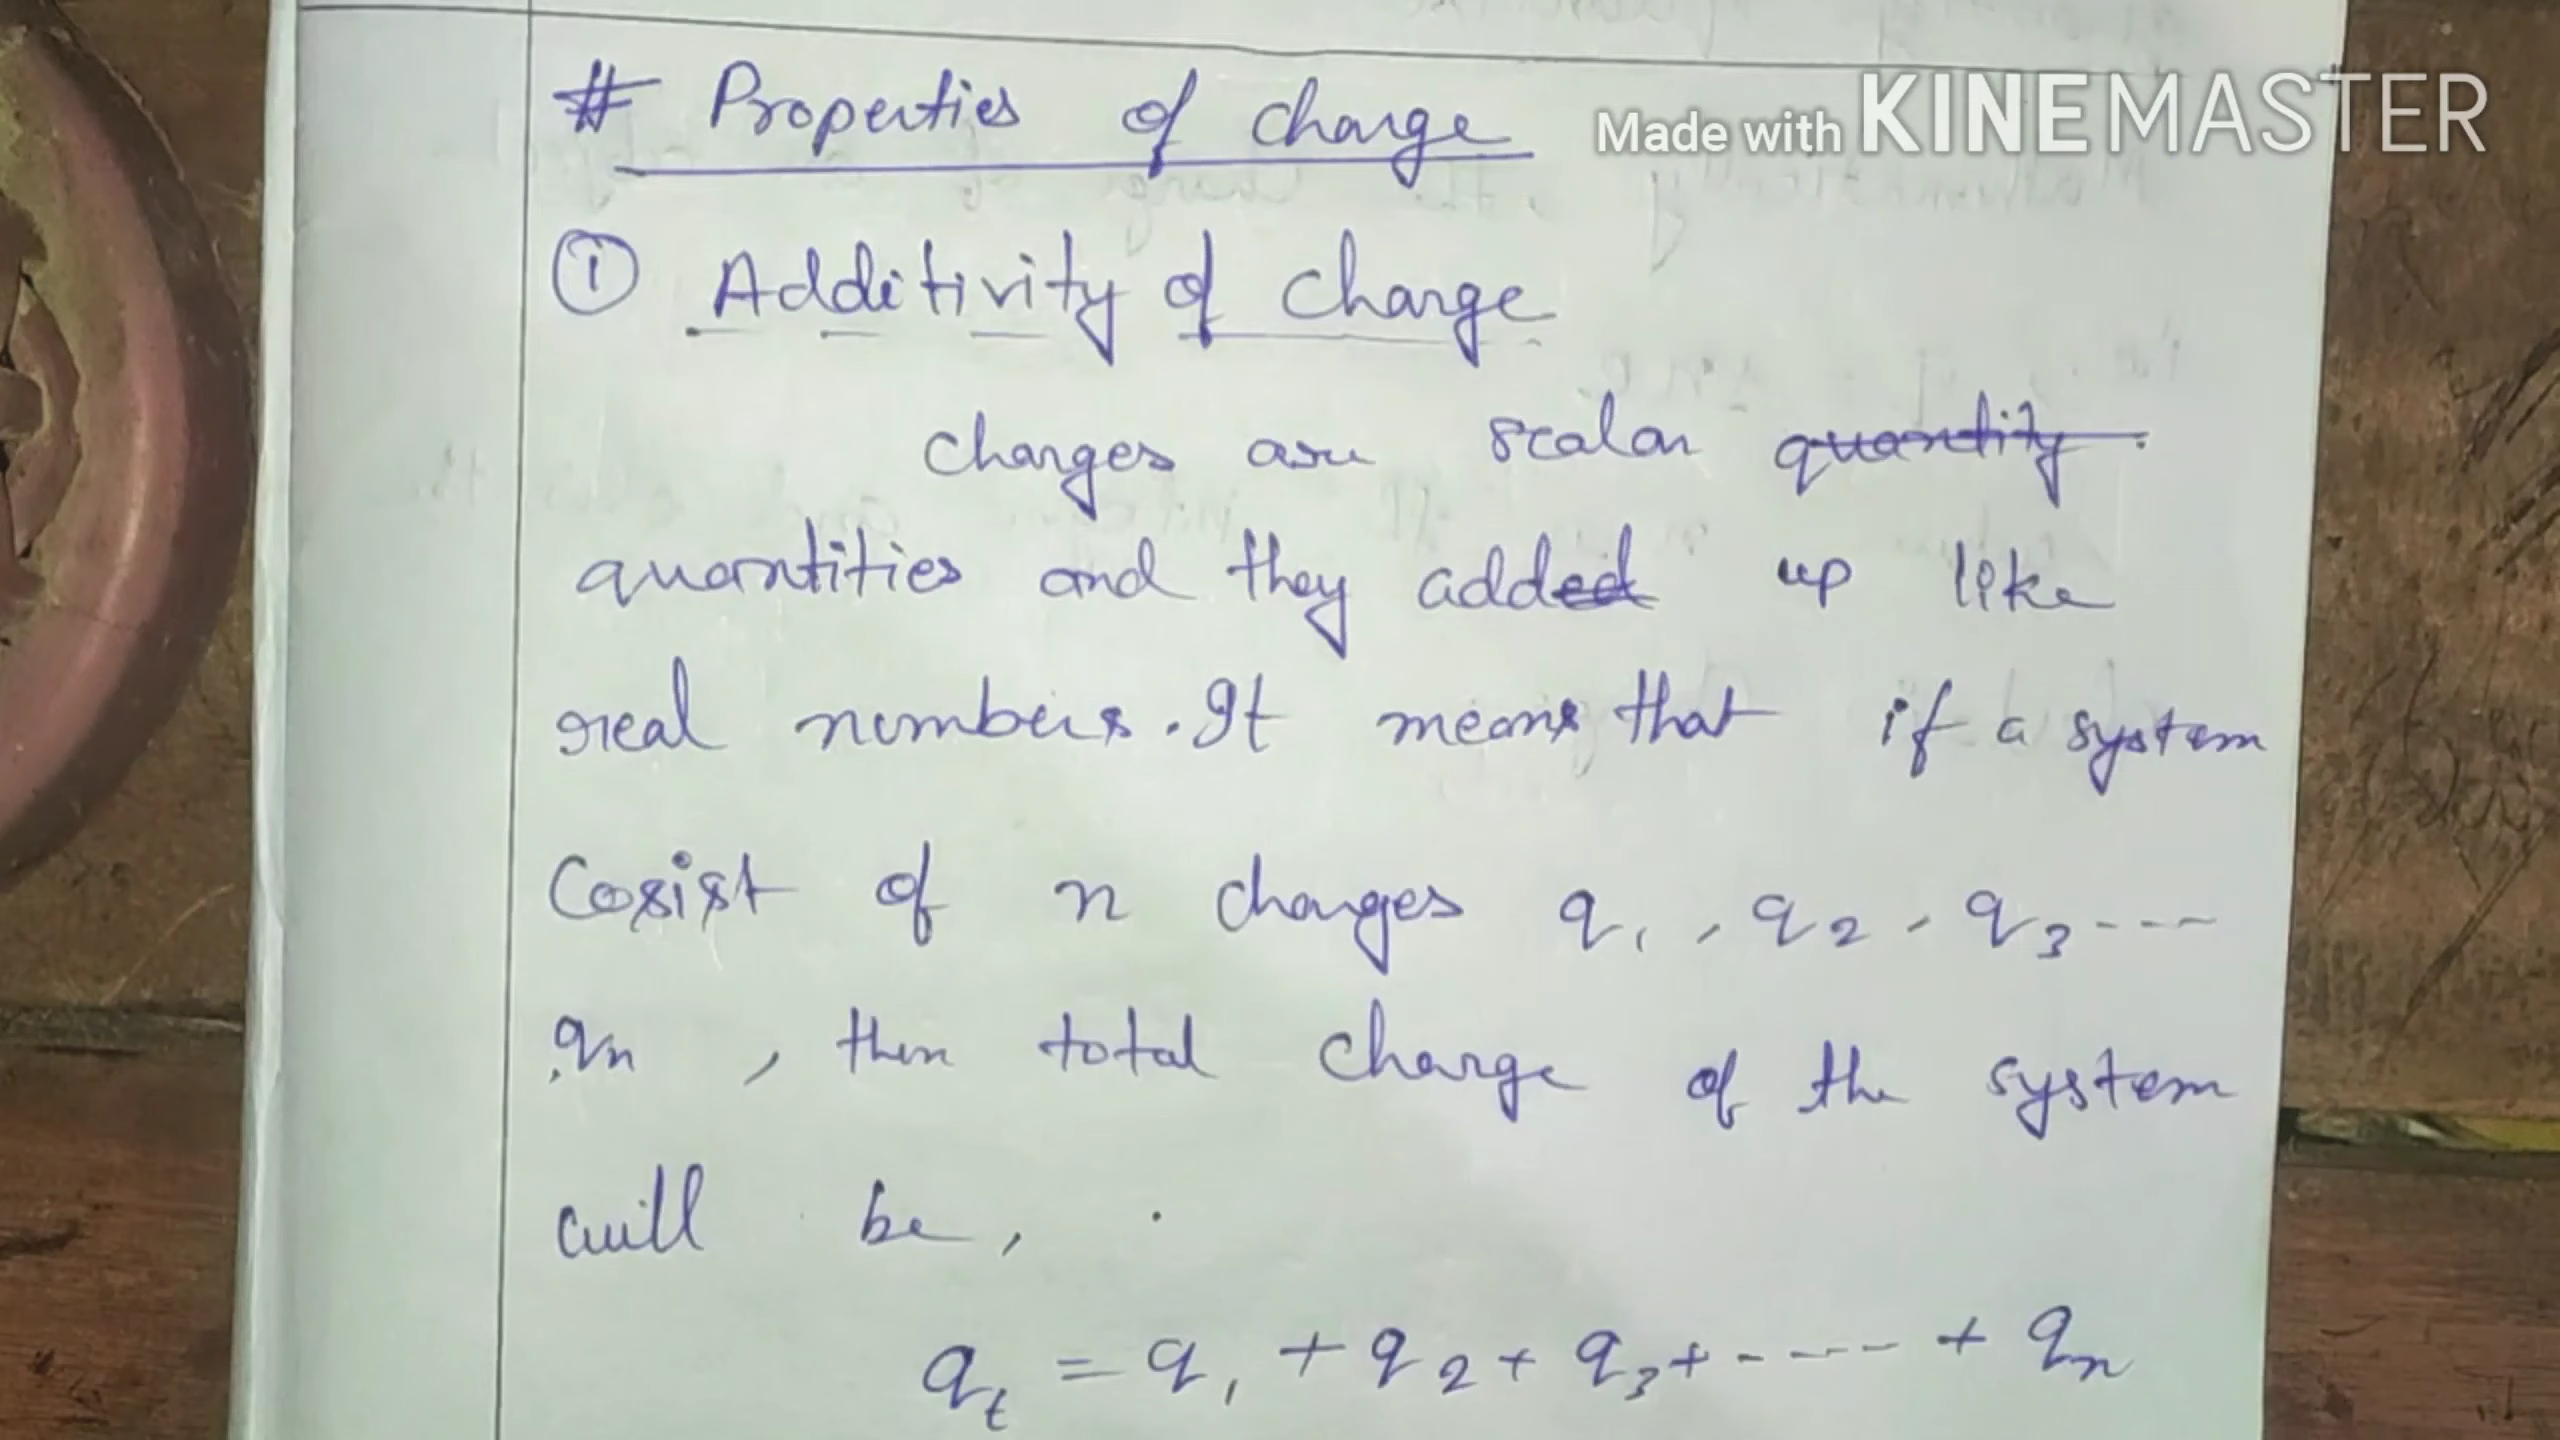 # Properties of charge
Made with KINEMASTER
① Additivity of charge
charges are scalar quantity
quantities and they added up like
real numbers. It means that if a system
Cosist of n charges q₁, q₂, q₃ ----
qn, then total charge of the system
will be,
qₜ = q₁ + q₂ + q₃ + ----- + qₙ